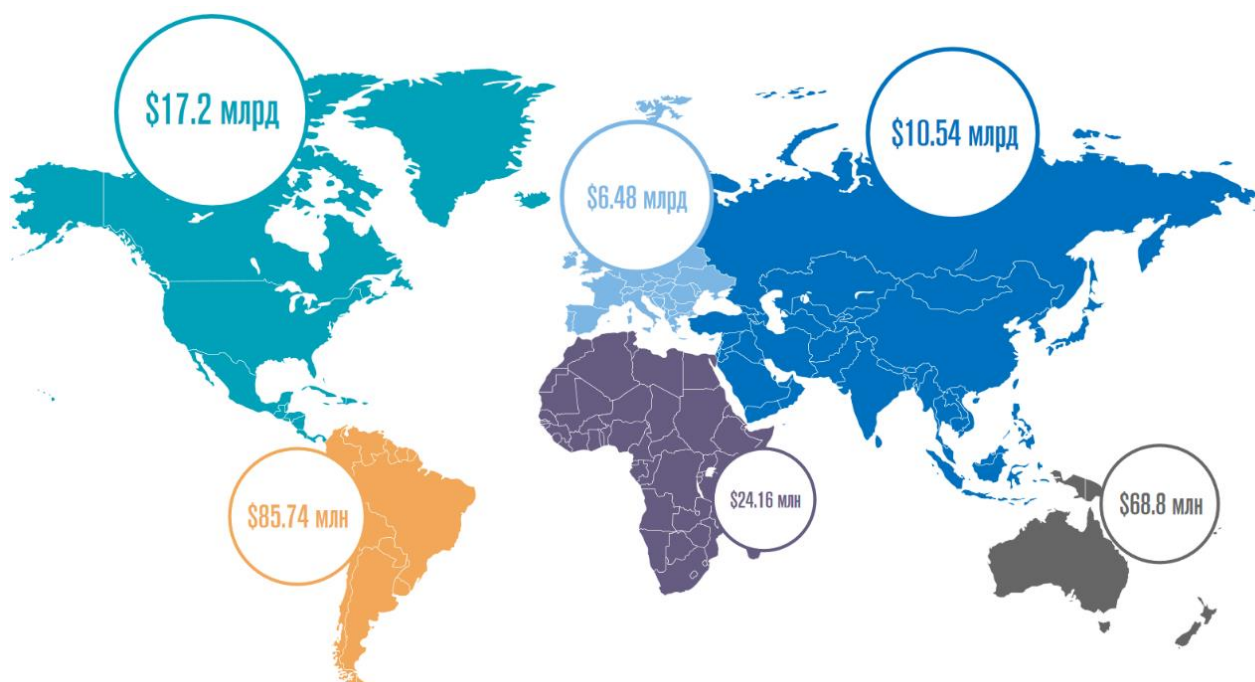 $17.2 млрд
$10.54 млрд
$6.48 млрд
$85.74 млн
$24.16 млн
$68.8 млн